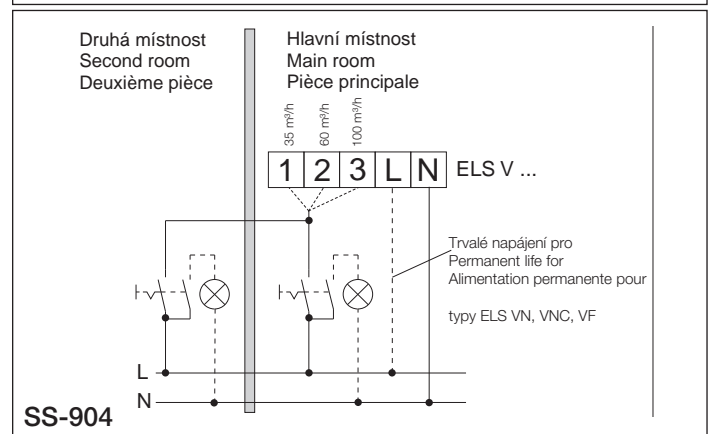 Druhá místnost
Second room
Deuxième pièce
Hlavní místnost
Main room
Pièce principale
35 m³/h
60 m³/h
100 m³/h
1 2 3 L N ELS V ...
Trvalé napájení pro
Permanent life for
Alimentation permanente pour
typy ELS VN, VNC, VF
L
N
SS-904